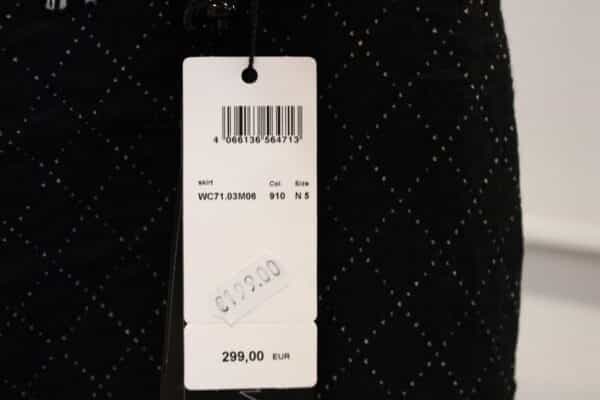 4 066136 564713
skirt Col. Size
WC71.03M06 910 N 5
€199.00
299,00 EUR